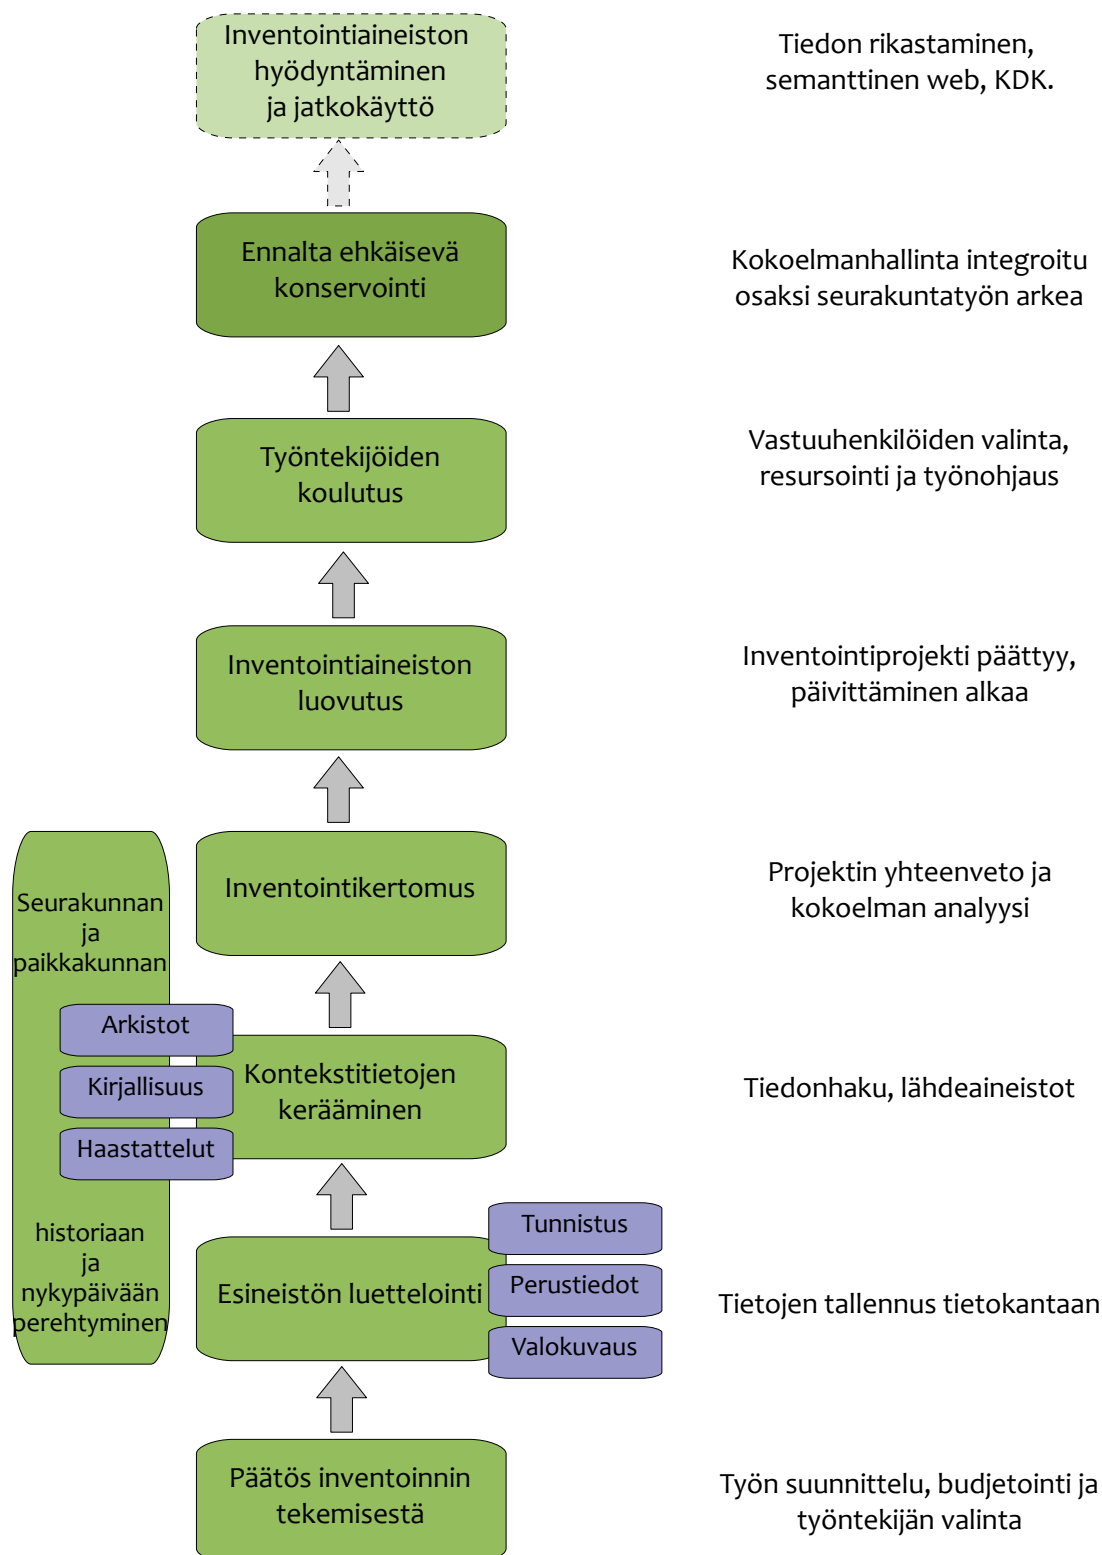 Inventointiaineiston
hyödyntäminen
ja jatkokäyttö
Tiedon rikastaminen,
semanttinen web, KDK.
Ennalta ehkäisevä
konservointi
Kokoelmanhallinta integroitu
osaksi seurakuntatyön arkea
Työntekijöiden
koulutus
Vastuuhenkilöiden valinta,
resursointi ja työnohjaus
Inventointiaineiston
luovutus
Inventointiprojekti päättyy,
päivittäminen alkaa
Inventointikertomus
Projektin yhteenveto ja
kokoelman analyysi
Seurakunnan
ja
paikkakunnan
historiaan
ja
nykypäivään
perehtyminen
Arkistot
Kirjallisuus
Haastattelut
Kontekstitietojen
kerääminen
Tiedonhaku, lähdeaineistot
Esineistön luettelointi
Tunnistus
Perustiedot
Valokuvaus
Tietojen tallennus tietokantaan
Päätös inventoinnin
tekemisestä
Työn suunnittelu, budjetointi ja
työntekijän valinta